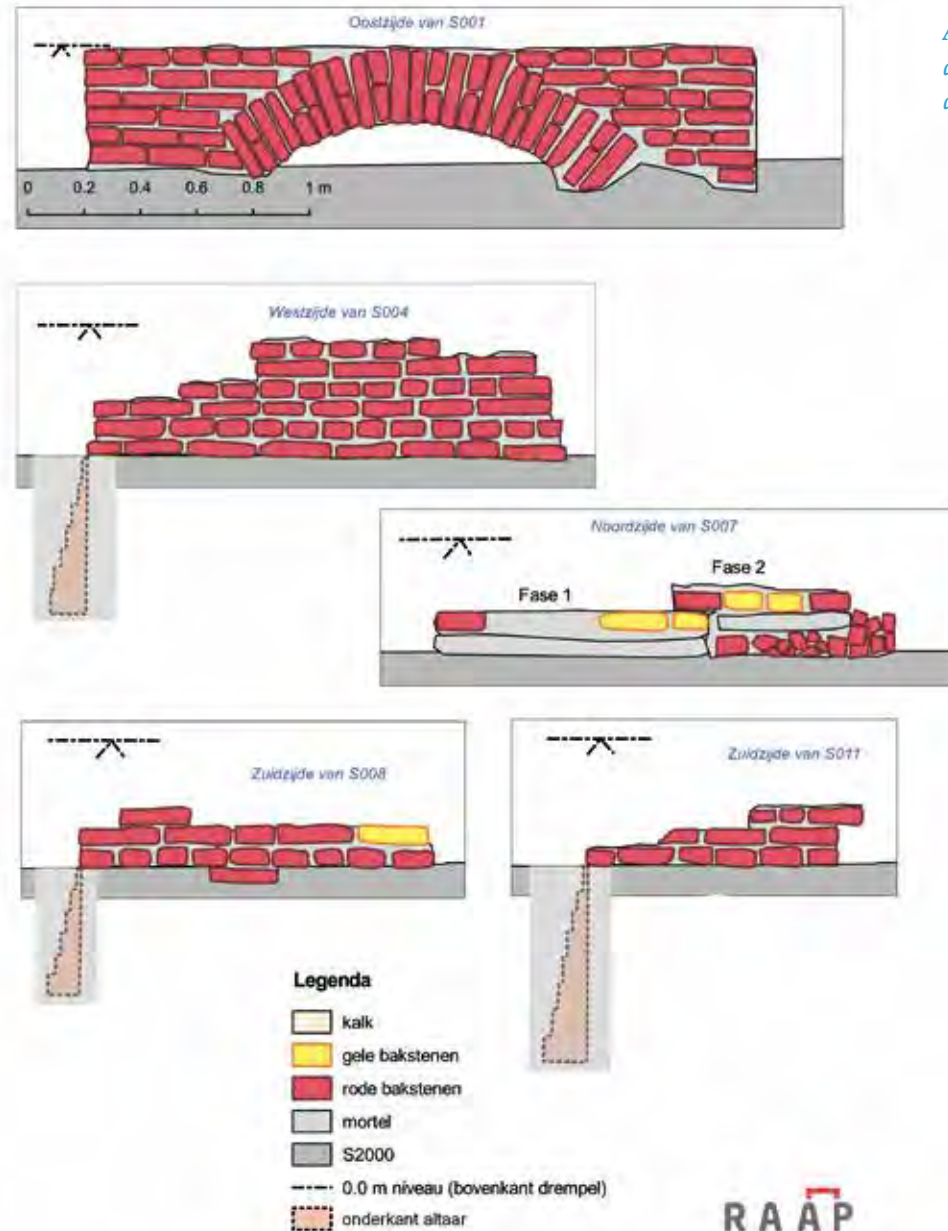 Oostzijde van S001
0 0.2 0.4 0.6 0.8 1 m
Westzijde van S004
Noordzijde van S007
Fase 1
Fase 2
Zuidzijde van S008
Zuidzijde van S011
Legenda
kalk
gele bakstenen
rode bakstenen
mortel
S2000
0.0 m niveau (bovenkant drempel)
onderkant altaar
RAAP